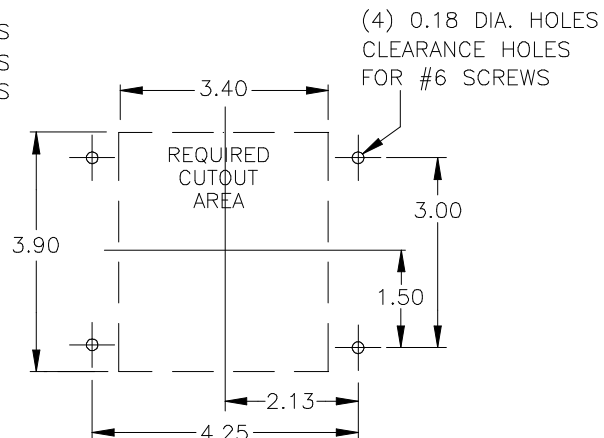 (4) 0.18 DIA. HOLES
CLEARANCE HOLES
FOR #6 SCREWS
S
S
S
3.40
REQUIRED
CUTOUT
AREA
3.90
3.00
1.50
2.13
4.25